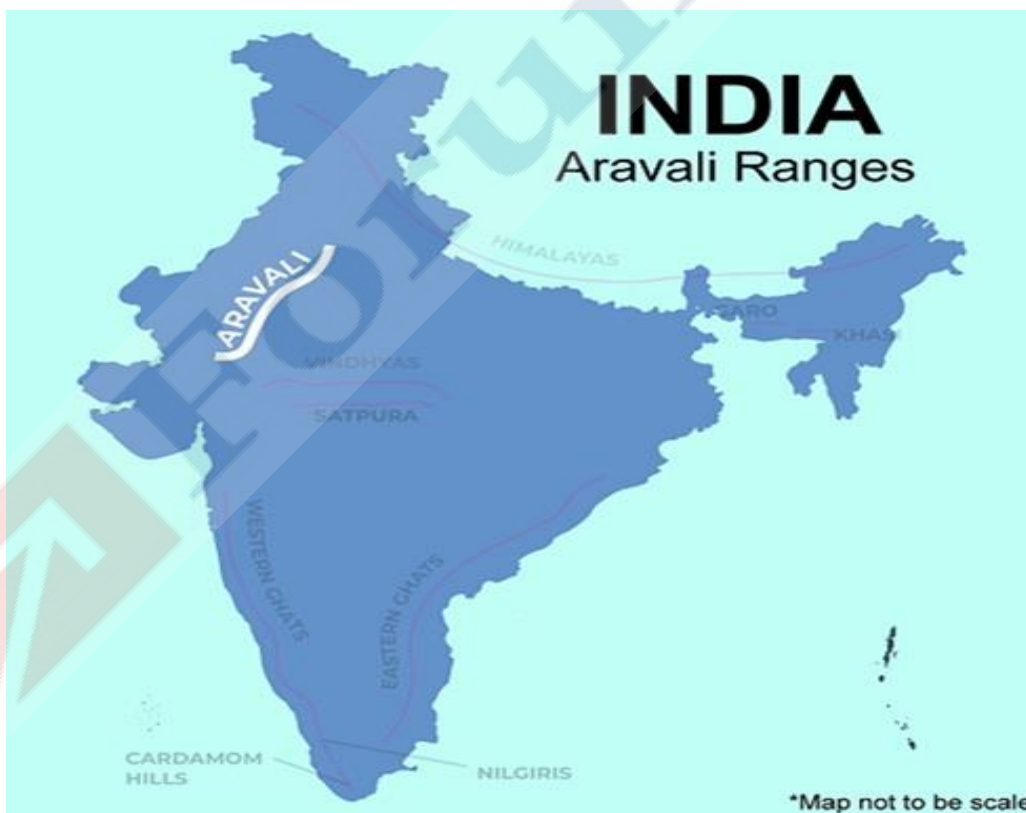 INDIA
Aravali Ranges
HIMALAYAS
ARAVALI
GARO
KHASI
VINDHYAS
SATPURA
WESTERN GHATS
EASTERN GHATS
CARDAMOM
HILLS
NILGIRIS
*Map not to be scale
Forum